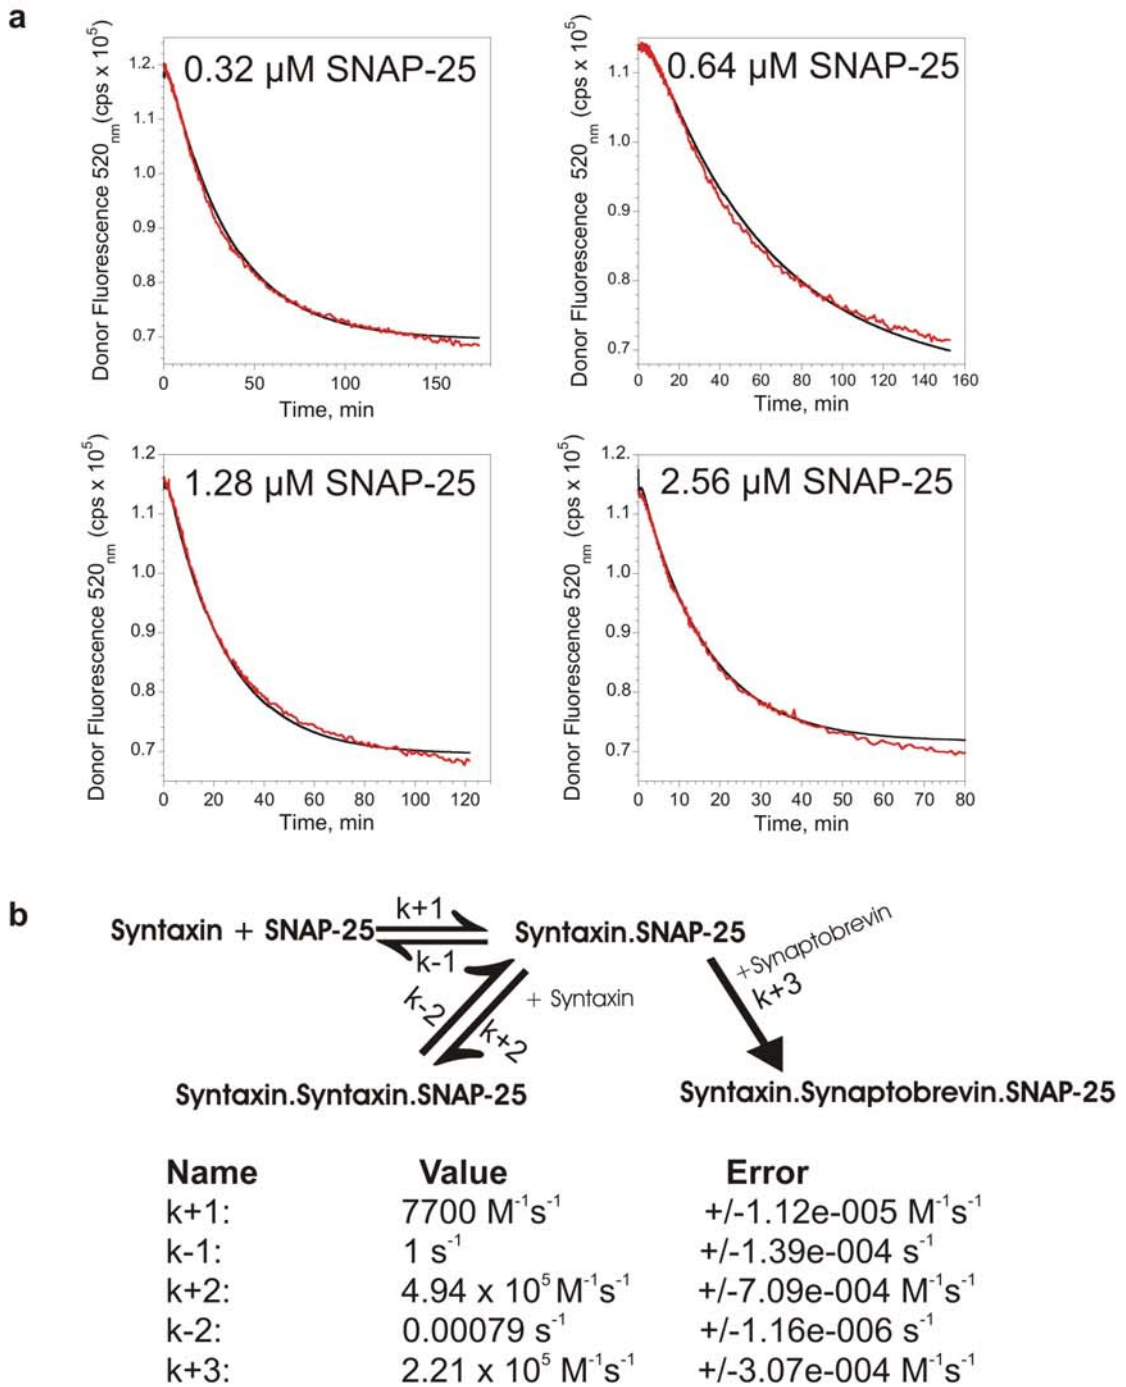 a
0.32 µM SNAP-25
Donor Fluorescence 520nm (cps x 10^5)
1.2
1.1
1.0
0.9
0.8
0.7
0 50 100 150
Time, min
0.64 µM SNAP-25
Donor Fluorescence 520nm (cps x 10^5)
1.1
1.0
0.9
0.8
0.7
0 20 40 60 80 100 120 140 160
Time, min
1.28 µM SNAP-25
Donor Fluorescence 520nm (cps x 10^5)
1.2
1.1
1.0
0.9
0.8
0.7
0 20 40 60 80 100 120
Time, min
2.56 µM SNAP-25
Donor Fluorescence 520nm (cps x 10^5)
1.2
1.1
1.0
0.9
0.8
0.7
0 10 20 30 40 50 60 70 80
Time, min
b
Syntaxin + SNAP-25
k+1
k-1
Syntaxin.SNAP-25
+Synaptobrevin
k+3
k-2
k+2
+ Syntaxin
Syntaxin.Syntaxin.SNAP-25
Syntaxin.Synaptobrevin.SNAP-25
Name Value Error
k+1: 7700 M⁻¹s⁻¹ +/-1.12e-005 M⁻¹s⁻¹
k-1: 1 s⁻¹ +/-1.39e-004 s⁻¹
k+2: 4.94 x 10⁵ M⁻¹s⁻¹ +/-7.09e-004 M⁻¹s⁻¹
k-2: 0.00079 s⁻¹ +/-1.16e-006 s⁻¹
k+3: 2.21 x 10⁵ M⁻¹s⁻¹ +/-3.07e-004 M⁻¹s⁻¹